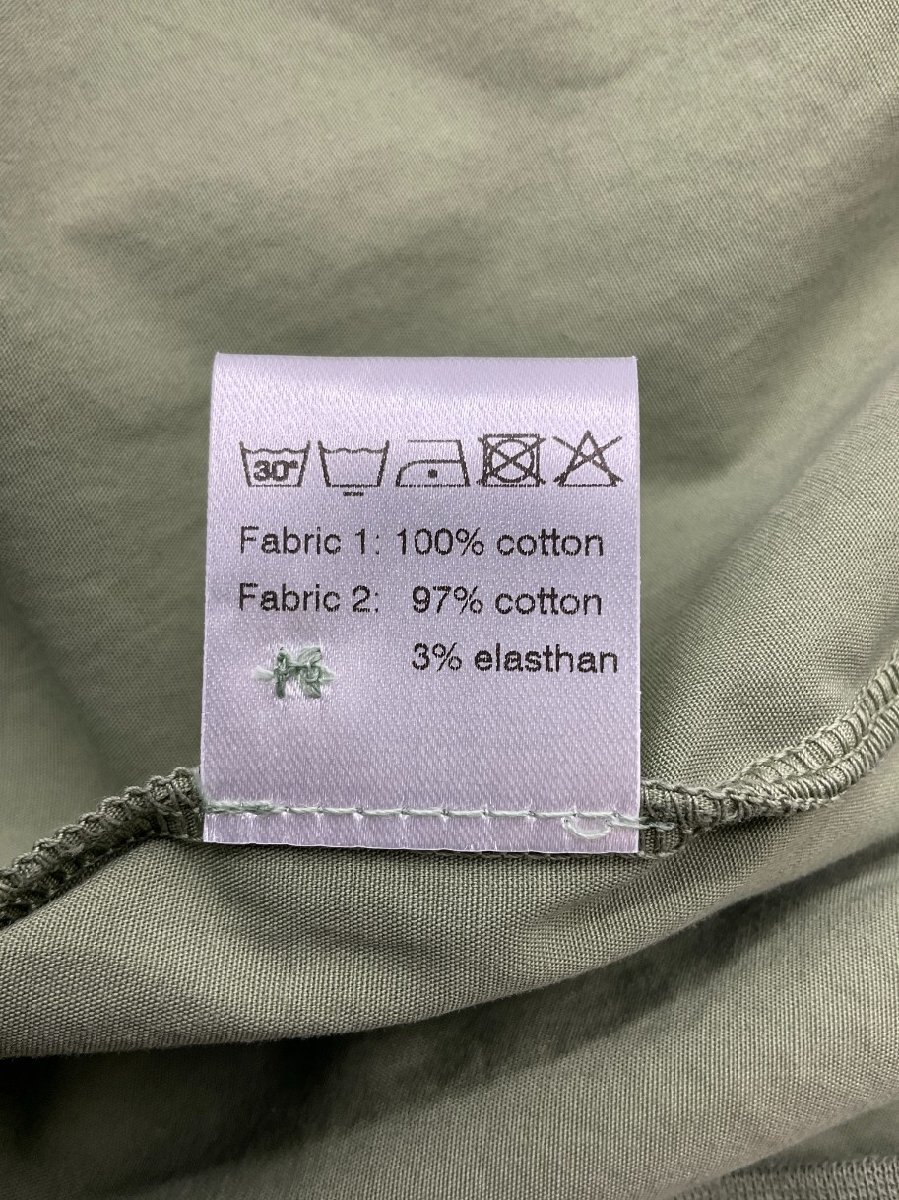 30°
Fabric 1: 100% cotton
Fabric 2: 97% cotton
3% elasthan